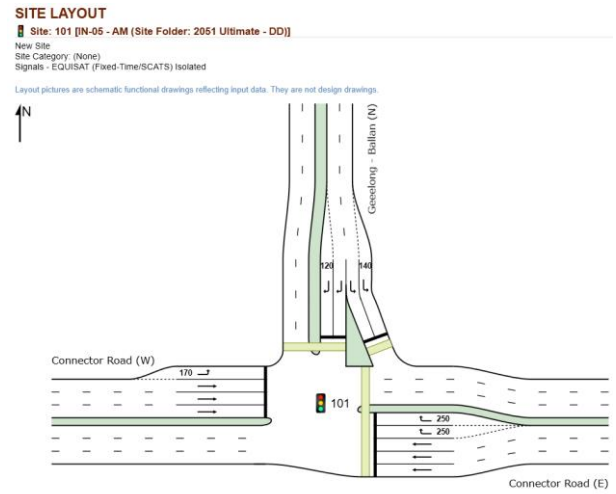 SITE LAYOUT
Site: 101 [IN-05 - AM (Site Folder: 2051 Ultimate - DD)]
New Site
Site Category: (None)
Signals - EQUISAT (Fixed-Time/SCATS) Isolated
Layout pictures are schematic functional drawings reflecting input data. They are not design drawings.
N
Geeelong - Ballan (N)
120
140
Connector Road (W)
170
101
250
250
Connector Road (E)